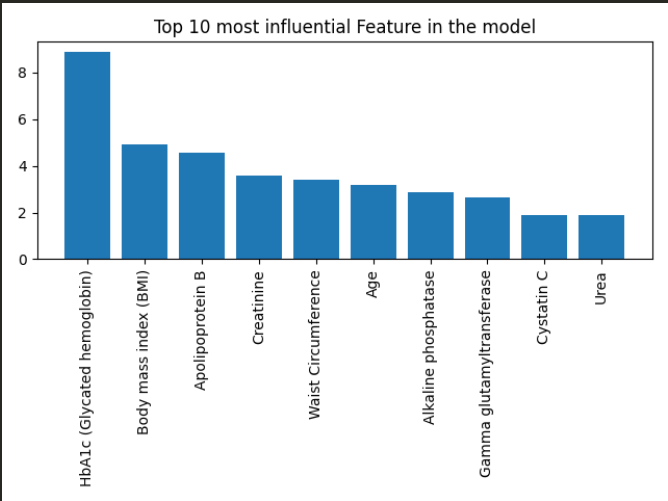 Top 10 most influential Feature in the model
8
6
4
2
0
HbA1c (Glycated hemoglobin)
Body mass index (BMI)
Apolipoprotein B
Creatinine
Waist Circumference
Age
Alkaline phosphatase
Gamma glutamyltransferase
Cystatin C
Urea